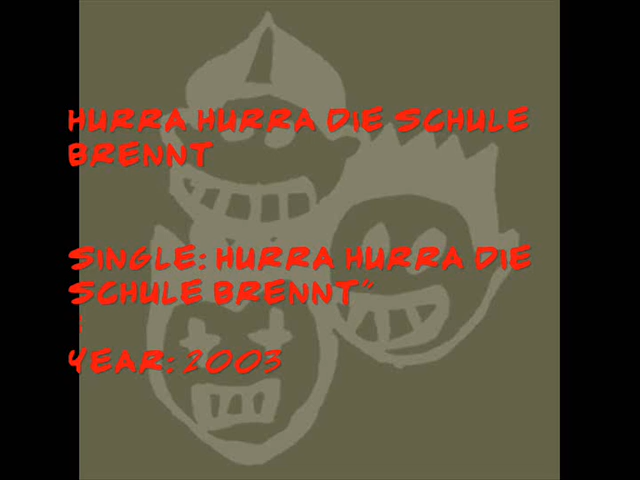 HURRA HURRA DIE SCHULE
BRENNT
SINGLE: HURRA HURRA DIE
SCHULE BRENNT"
:
YEAR: 2003